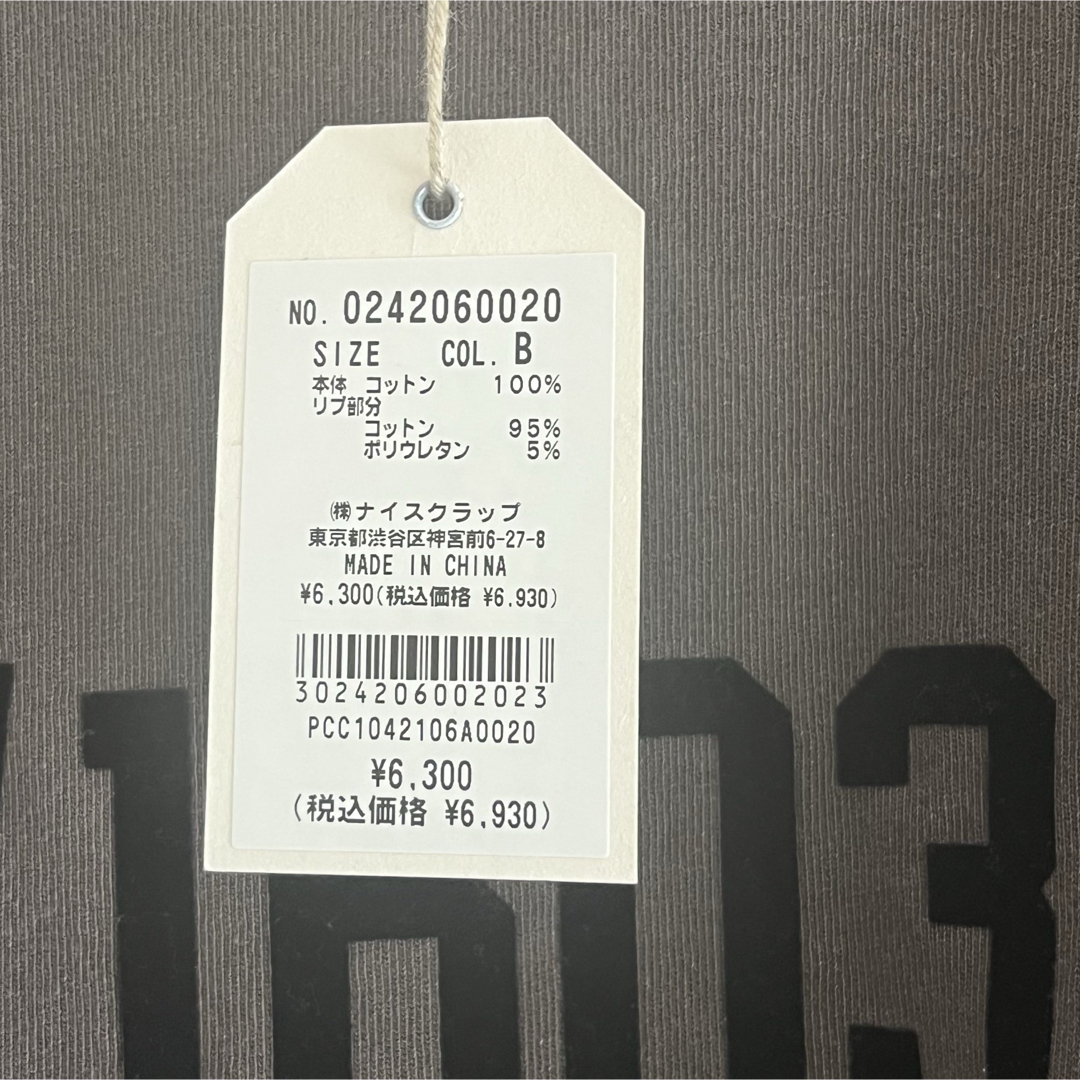 NO. 0242060020
SIZE COL. B
本体 コットン 100%
リブ部分
コットン 95%
ポリウレタン 5%
㈱ナイスクラップ
東京都渋谷区神宮前6-27-8
MADE IN CHINA
¥6,300(税込価格 ¥6,930)
3024206002023
PCC1042106A0020
¥6,300
(税込価格 ¥6,930)